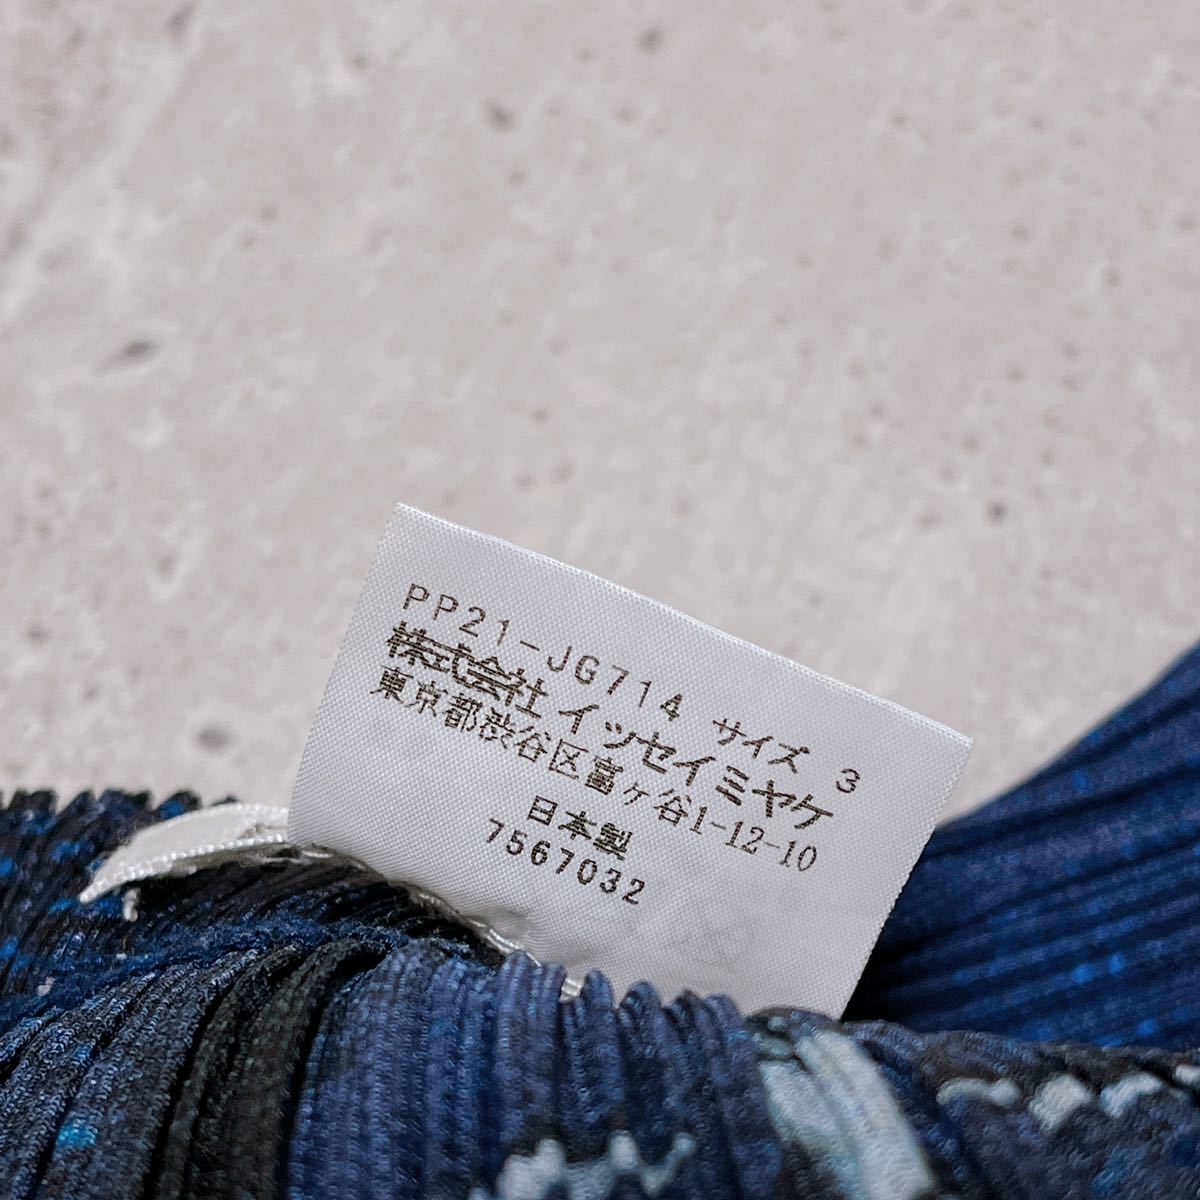 PP21-JG714 サイズ 3
株式会社 イッセイミヤケ
東京都渋谷区富ヶ谷1-12-10
日本製
7567032